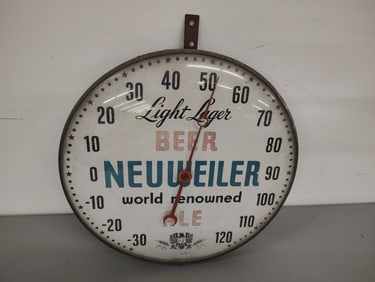 40 50
30 60
20 70
Light Lager
10 BEER 80
0 NEUWEILER 90
-10 world renowned 100
-20 ALE 110
-30 120